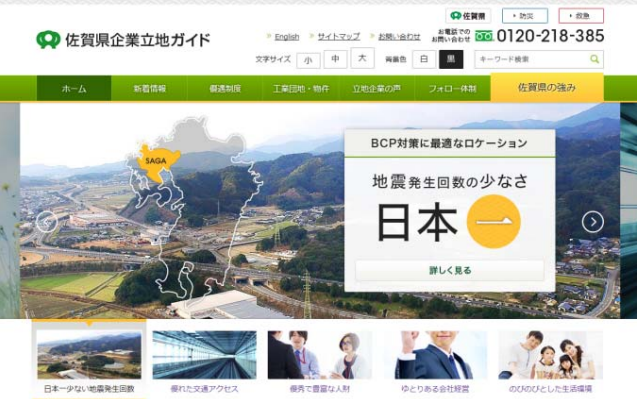 佐賀県
防災
救急
佐賀県企業立地ガイド
English
サイトマップ
お問い合わせ
お電話での
お問い合わせ
0120-218-385
文字サイズ 小 中 大 背景色 白 黒
キーワード検索
ホーム
新着情報
優遇制度
工業団地・物件
立地企業の声
フォロー体制
佐賀県の強み
SAGA
BCP対策に最適なロケーション
地震発生回数の少なさ
日本一
詳しく見る
日本一少ない地震発生回数
優れた交通アクセス
優秀で豊富な人財
ゆとりある会社経営
のびのびとした生活環境